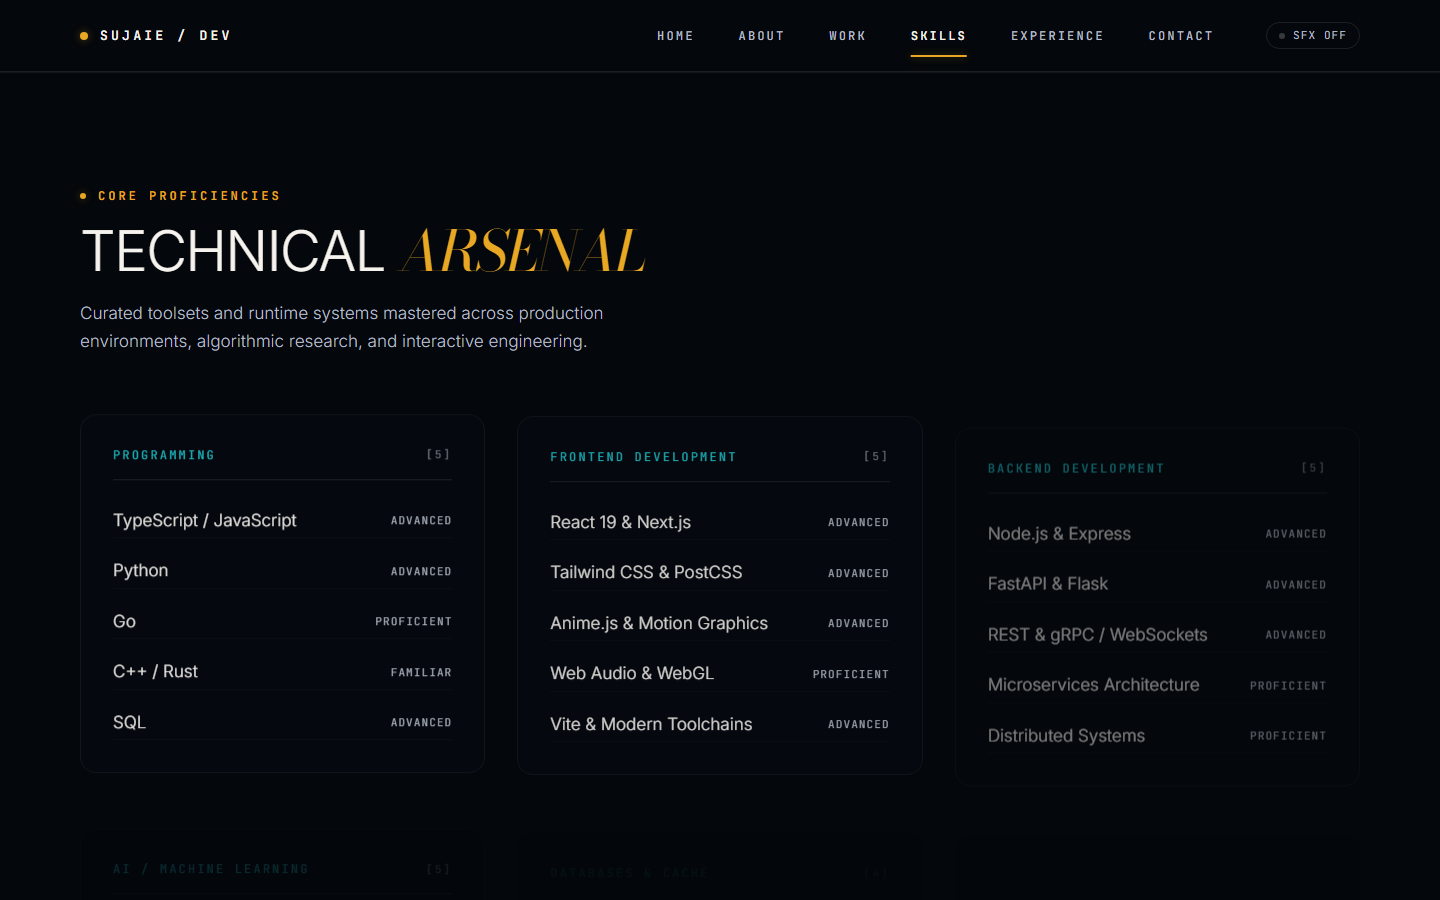 SUJAIE / DEV
HOME ABOUT WORK SKILLS EXPERIENCE CONTACT SFX OFF
CORE PROFICIENCIES
TECHNICAL ARSENAL
Curated toolsets and runtime systems mastered across production
environments, algorithmic research, and interactive engineering.
PROGRAMMING [5]
TypeScript / JavaScript ADVANCED
Python ADVANCED
Go PROFICIENT
C++ / Rust FAMILIAR
SQL ADVANCED
FRONTEND DEVELOPMENT [5]
React 19 & Next.js ADVANCED
Tailwind CSS & PostCSS ADVANCED
Anime.js & Motion Graphics ADVANCED
Web Audio & WebGL PROFICIENT
Vite & Modern Toolchains ADVANCED
BACKEND DEVELOPMENT [5]
Node.js & Express ADVANCED
FastAPI & Flask ADVANCED
REST & gRPC / WebSockets ADVANCED
Microservices Architecture PROFICIENT
Distributed Systems PROFICIENT
AI / MACHINE LEARNING [5]
DATABASES & CACHE